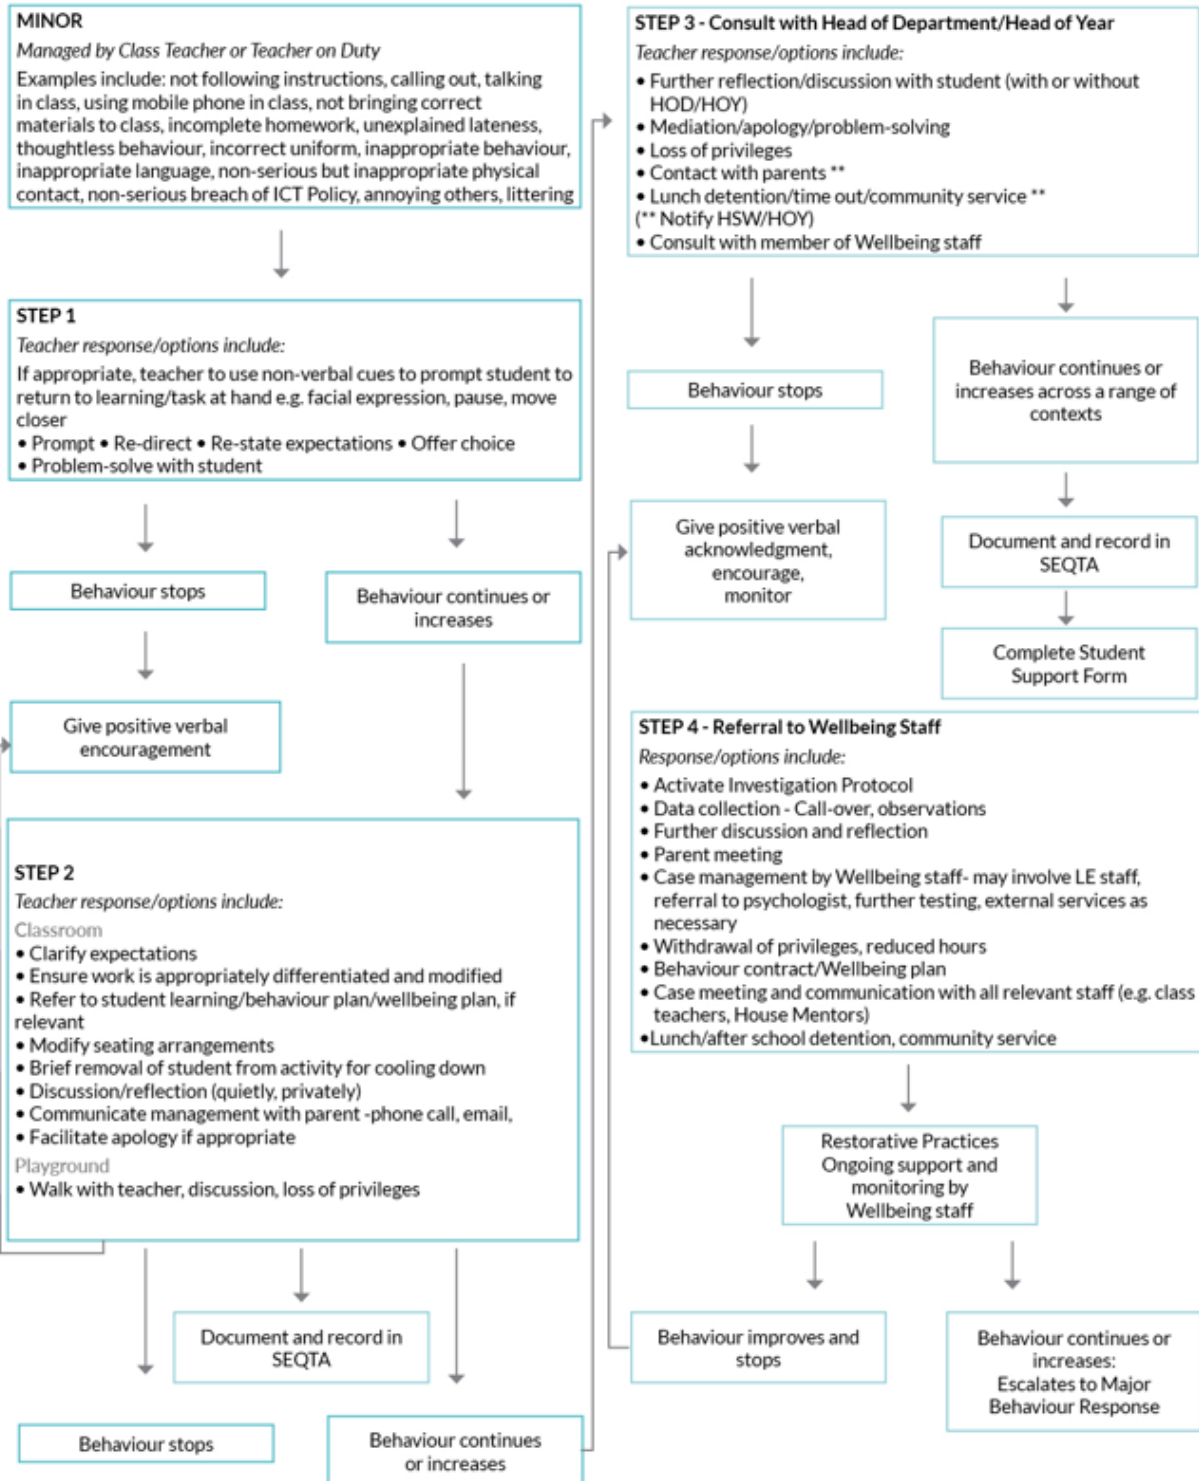 MINOR
Managed by Class Teacher or Teacher on Duty
Examples include: not following instructions, calling out, talking
in class, using mobile phone in class, not bringing correct
materials to class, incomplete homework, unexplained lateness,
thoughtless behaviour, incorrect uniform, inappropriate behaviour,
inappropriate language, non-serious but inappropriate physical
contact, non-serious breach of ICT Policy, annoying others, littering
STEP 1
Teacher response/options include:
If appropriate, teacher to use non-verbal cues to prompt student to
return to learning/task at hand e.g. facial expression, pause, move
closer
• Prompt • Re-direct • Re-state expectations • Offer choice
• Problem-solve with student
Behaviour stops
Behaviour continues or
increases
Give positive verbal
encouragement
STEP 2
Teacher response/options include:
Classroom
• Clarify expectations
• Ensure work is appropriately differentiated and modified
• Refer to student learning/behaviour plan/wellbeing plan, if
relevant
• Modify seating arrangements
• Brief removal of student from activity for cooling down
• Discussion/reflection (quietly, privately)
• Communicate management with parent -phone call, email,
• Facilitate apology if appropriate
Playground
• Walk with teacher, discussion, loss of privileges
Document and record in
SEQTA
Behaviour stops
Behaviour continues
or increases
STEP 3 - Consult with Head of Department/Head of Year
Teacher response/options include:
• Further reflection/discussion with student (with or without
HOD/HOY)
• Mediation/apology/problem-solving
• Loss of privileges
• Contact with parents **
• Lunch detention/time out/community service **
(** Notify HSW/HOY)
• Consult with member of Wellbeing staff
Behaviour stops
Behaviour continues or
increases across a range of
contexts
Give positive verbal
acknowledgment,
encourage,
monitor
Document and record in
SEQTA
Complete Student
Support Form
STEP 4 - Referral to Wellbeing Staff
Response/options include:
• Activate Investigation Protocol
• Data collection - Call-over, observations
• Further discussion and reflection
• Parent meeting
• Case management by Wellbeing staff- may involve LE staff,
referral to psychologist, further testing, external services as
necessary
• Withdrawal of privileges, reduced hours
• Behaviour contract/Wellbeing plan
• Case meeting and communication with all relevant staff (e.g. class
teachers, House Mentors)
•Lunch/after school detention, community service
Restorative Practices
Ongoing support and
monitoring by
Wellbeing staff
Behaviour improves and
stops
Behaviour continues or
increases:
Escalates to Major
Behaviour Response